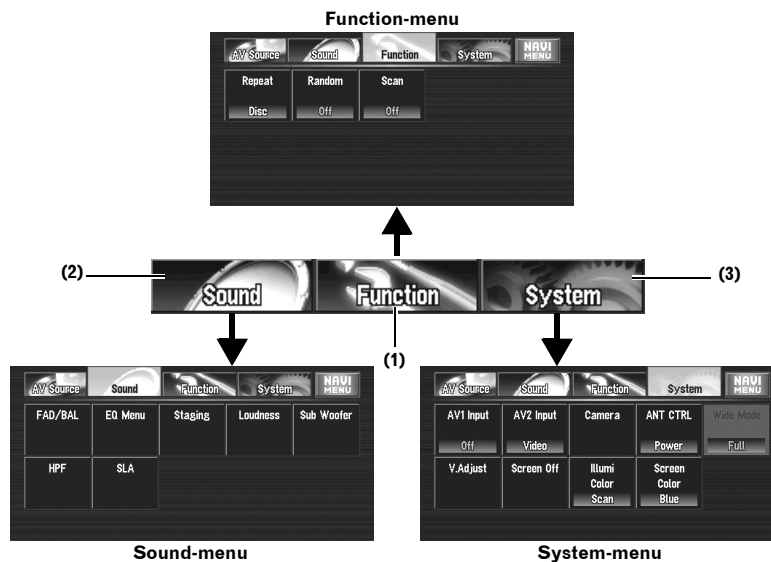 Function-menu
AV Source Sound Function System NAVI MENU
Repeat Random Scan
Disc Off Off
(2) Sound Function System (3)
(1)
AV Source Sound Function System NAVI MENU
FAD/BAL EQ Menu Staging Loudness Sub Woofer
HPF SLA
Sound-menu
AV Source Sound Function System NAVI MENU
AV1 Input AV2 Input Camera ANT CTRL Wide Mode
Off Video Power Full
V.Adjust Screen Off Illumi Color Screen Color
Scan Blue
System-menu